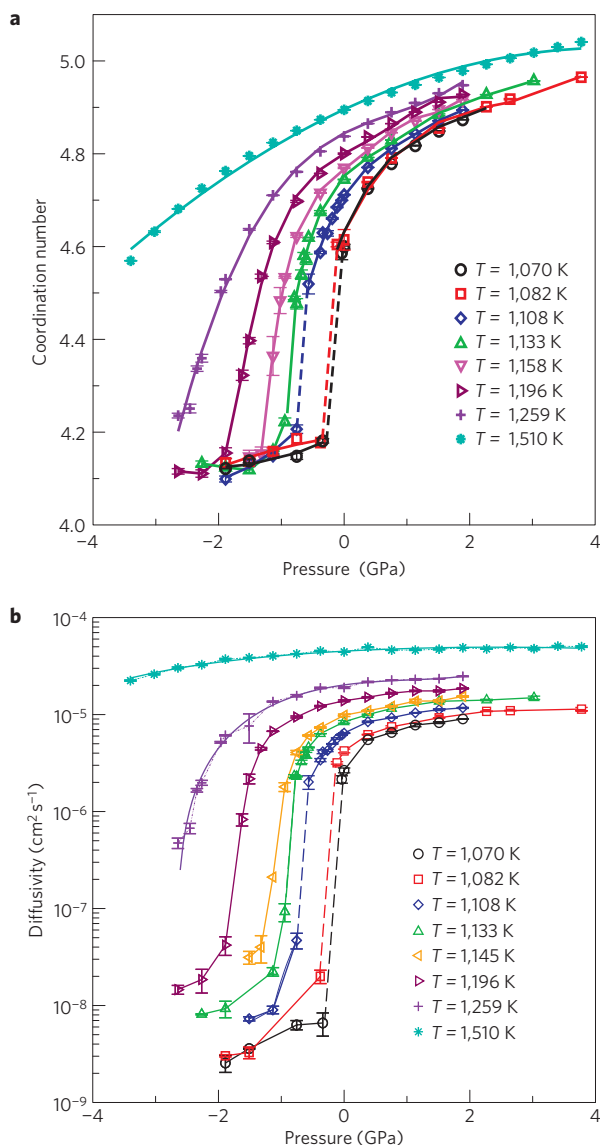 a
5.0
4.8
4.6
4.4
4.2
4.0
Coordination number
T = 1,070 K
T = 1,082 K
T = 1,108 K
T = 1,133 K
T = 1,158 K
T = 1,196 K
T = 1,259 K
T = 1,510 K
−4 −2 0 2 4
Pressure (GPa)
b
10⁻⁴
10⁻⁵
10⁻⁶
10⁻⁷
10⁻⁸
10⁻⁹
Diffusivity (cm² s⁻¹)
T = 1,070 K
T = 1,082 K
T = 1,108 K
T = 1,133 K
T = 1,145 K
T = 1,196 K
T = 1,259 K
T = 1,510 K
−4 −2 0 2 4
Pressure (GPa)